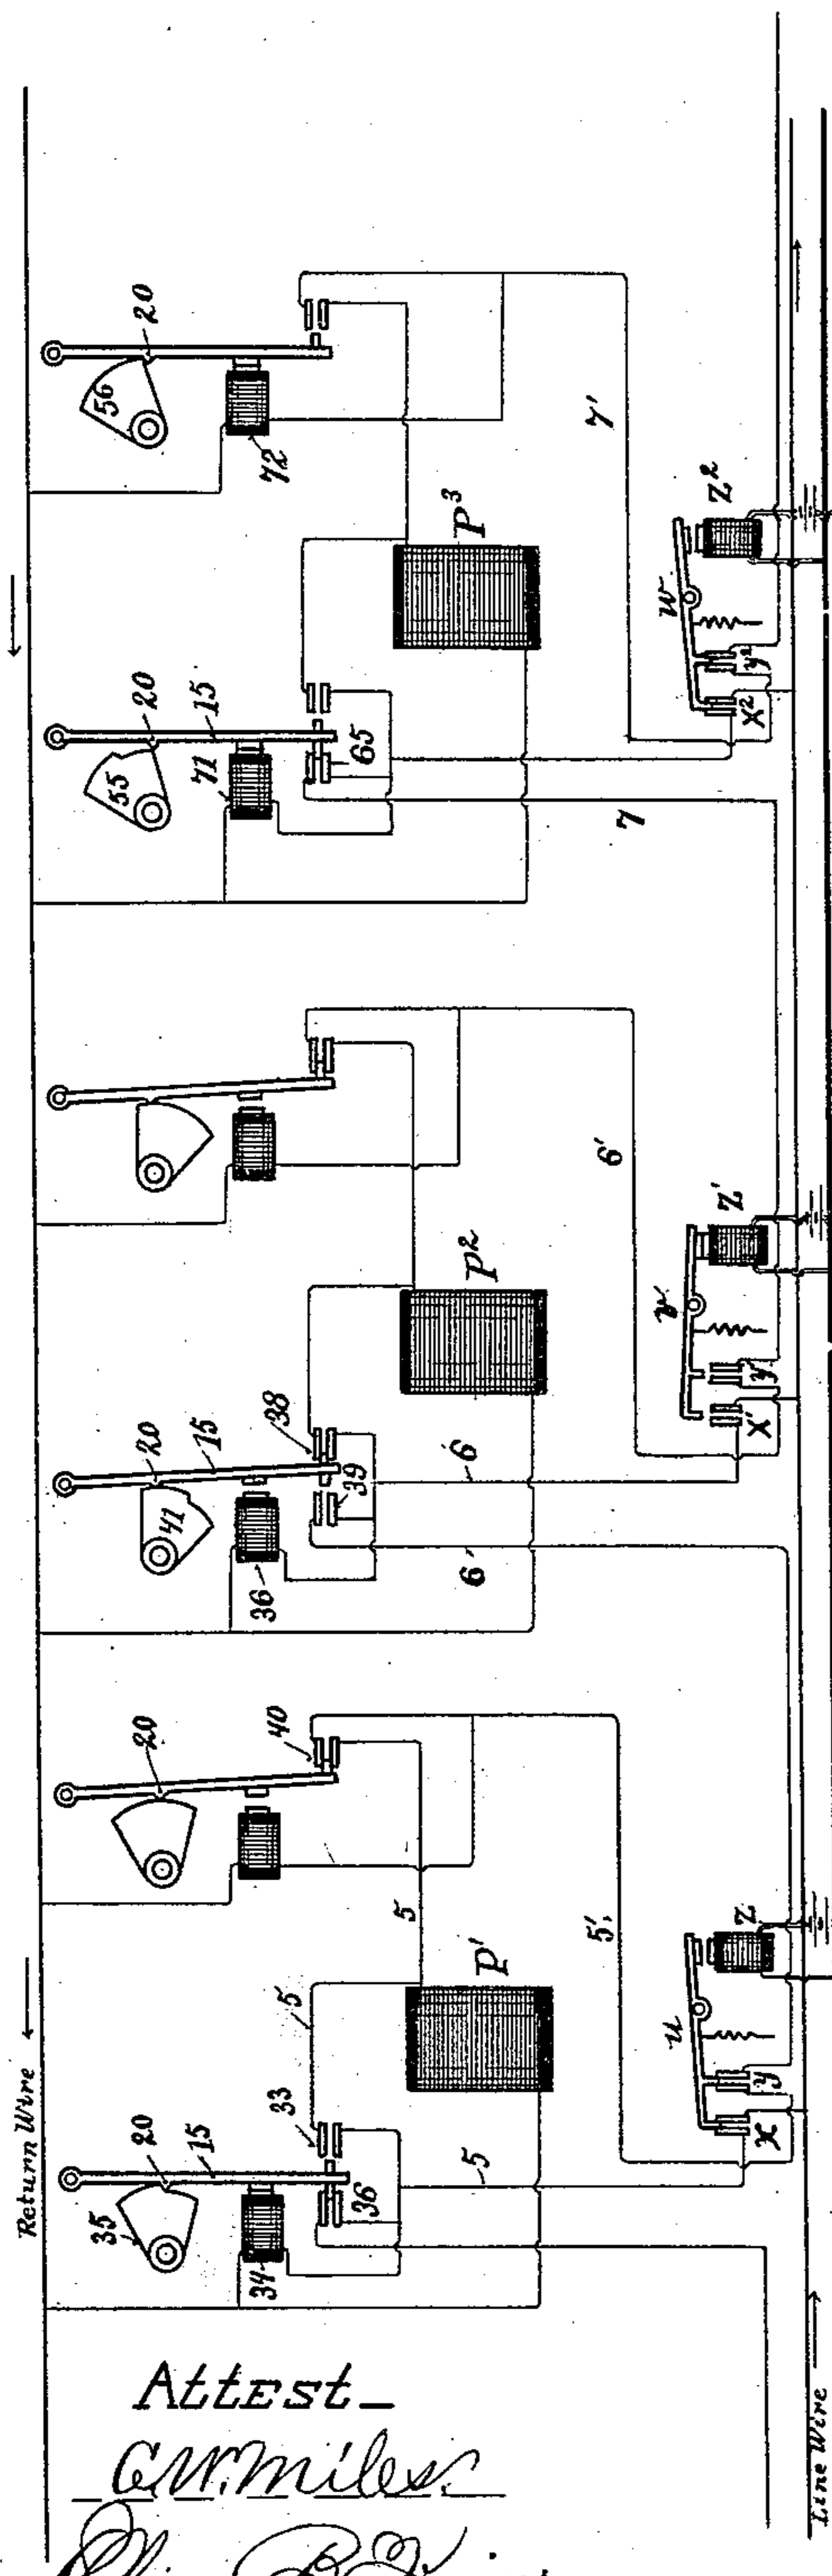 Return Wire
20
56
72
20
15
55
71
65
7
7'
P³
W
Z²
X²
y²
20
15
41
36
38
39
6
6'
6'
P²
v
Z'
X'
y'
20
40
5
5'
5'
P'
u
Z
x
y
20
15
35
34
33
36
5
Line Wire
Attest_
C.W. Miles.